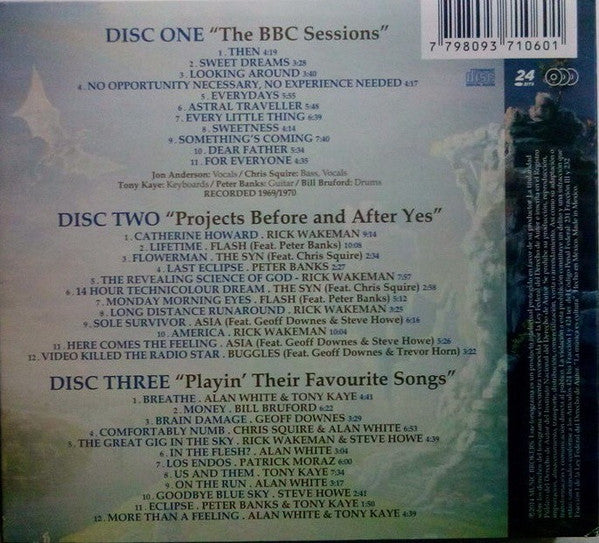 DISC ONE "The BBC Sessions"
1. THEN 4:19
2. SWEET DREAMS 3:28
3. LOOKING AROUND 3:40
4. NO OPPORTUNITY NECESSARY, NO EXPERIENCE NEEDED 4:17
5. EVERYDAYS 5:55
6. ASTRAL TRAVELLER 5:48
7. EVERY LITTLE THING 6:39
8. SWEETNESS 4:14
9. SOMETHING'S COMING 7:40
10. DEAR FATHER 5:34
11. FOR EVERYONE 4:35
Jon Anderson: Vocals / Chris Squire: Bass, Vocals
Tony Kaye: Keyboards / Peter Banks: Guitar / Bill Bruford: Drums
RECORDED 1969/1970
DISC TWO "Projects Before and After Yes"
1. CATHERINE HOWARD . RICK WAKEMAN 9:14
2. LIFETIME . FLASH (Feat. Peter Banks) 10:08
3. FLOWERMAN . THE SYN (Feat. Chris Squire) 2:34
4. LAST ECLIPSE . PETER BANKS 2:27
5. THE REVEALING SCIENCE OF GOD - RICK WAKEMAN 7:57
6. 14 HOUR TECHNICOLOUR DREAM . THE SYN (Feat. Chris Squire) 2:58
7. MONDAY MORNING EYES . FLASH (Feat. Peter Banks) 5:12
8. LONG DISTANCE RUNAROUND . RICK WAKEMAN 3:25
9. SOLE SURVIVOR . ASIA (Feat. Geoff Downes & Steve Howe) 6:16
10. AMERICA . RICK WAKEMAN 10:04
11. HERE COMES THE FEELING . ASIA (Feat. Geoff Downes & Steve Howe) 5:26
12. VIDEO KILLED THE RADIO STAR . BUGGLES (Feat. Geoff Downes & Trevor Horn) 3:22
DISC THREE "Playin' Their Favourite Songs"
1. BREATHE . ALAN WHITE & TONY KAYE 4:41
2. MONEY . BILL BRUFORD 6:22
3. BRAIN DAMAGE . GEOFF DOWNES 3:29
4. COMFORTABLY NUMB . CHRIS SQUIRE & ALAN WHITE 6:53
5. THE GREAT GIG IN THE SKY . RICK WAKEMAN & STEVE HOWE 4:39
6. IN THE FLESH? . ALAN WHITE 3:04
7. LOS ENDOS . PATRICK MORAZ 6:00
8. US AND THEM . TONY KAYE 7:34
9. ON THE RUN . ALAN WHITE 3:17
10. GOODBYE BLUE SKY . STEVE HOWE 2:41
11. ECLIPSE . PETER BANKS & TONY KAYE 1:50
12. MORE THAN A FEELING . ALAN WHITE & TONY KAYE 4:39
7 798093 710601
24